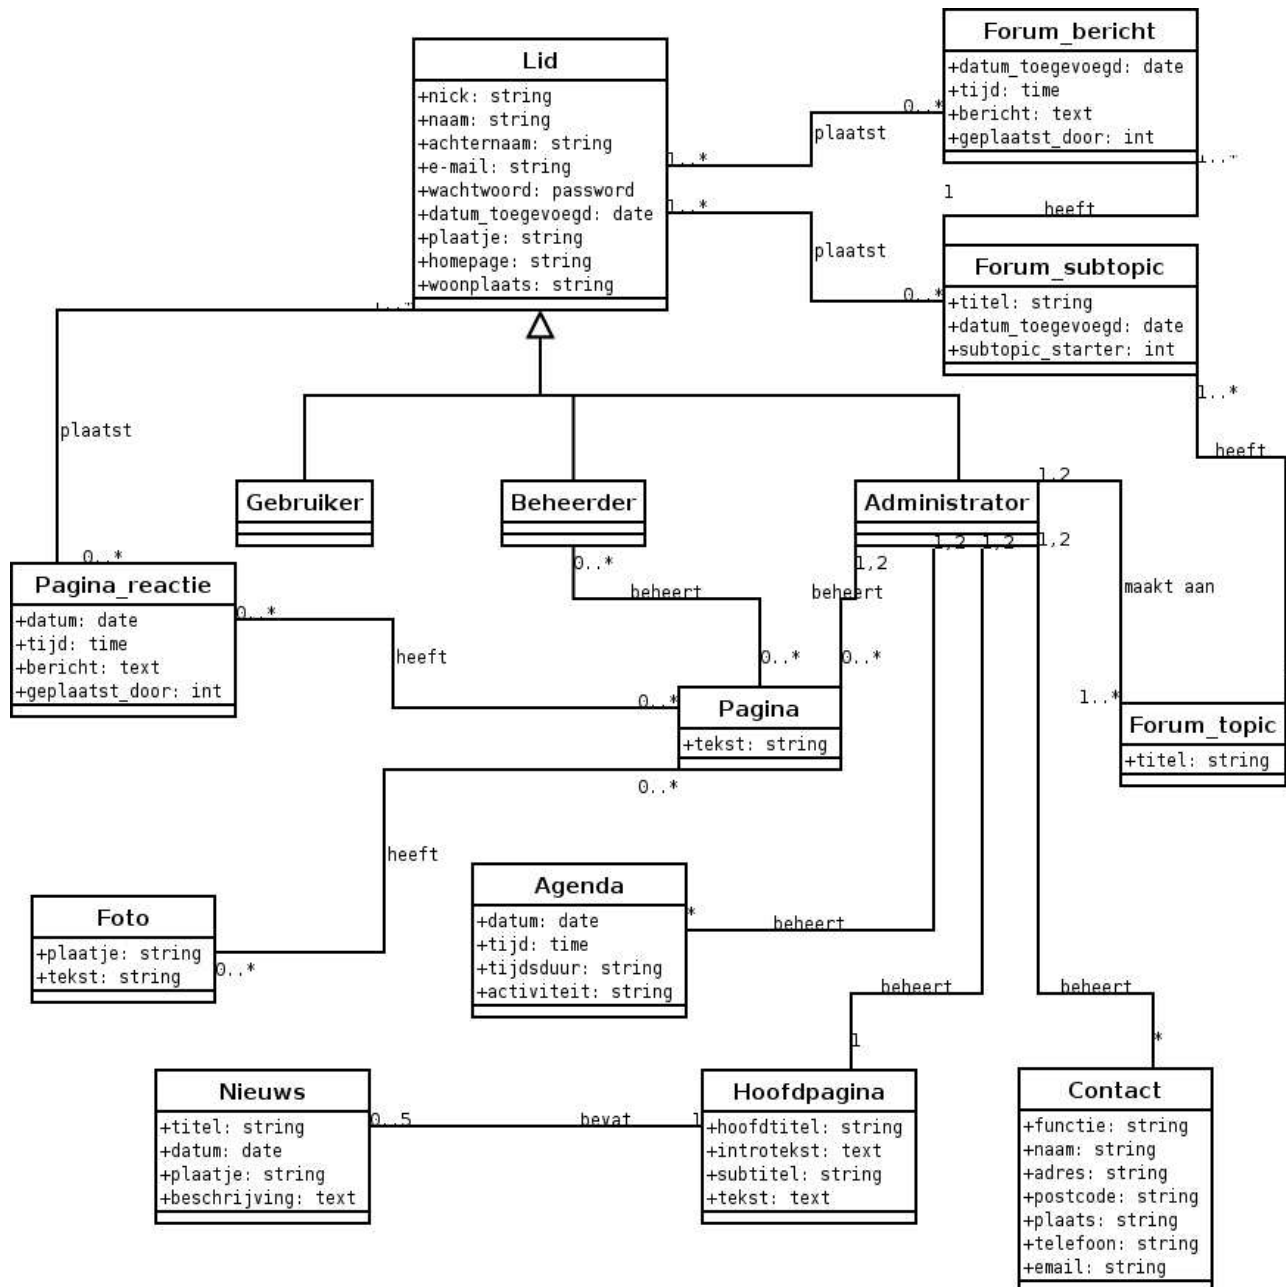 Lid
+nick: string
+naam: string
+achternaam: string
+e-mail: string
+wachtwoord: password
+datum_toegevoegd: date
+plaatje: string
+homepage: string
+woonplaats: string
Forum_bericht
+datum_toegevoegd: date
+tijd: time
+bericht: text
+geplaatst_door: int
0..*
plaatst
1..*
1..*
plaatst
0..*
1..*
1
heeft
Forum_subtopic
+titel: string
+datum_toegevoegd: date
+subtopic_starter: int
1..*
heeft
1..*
plaatst
0..*
Gebruiker
Beheerder
Administrator
1,2
1,2
1,2
1,2
1,2
0..*
beheert
beheert
maakt aan
Pagina_reactie
+datum: date
+tijd: time
+bericht: text
+geplaatst_door: int
0..*
heeft
0..*
0..*
0..*
1..*
Pagina
+tekst: string
0..*
Forum_topic
+titel: string
heeft
Foto
+plaatje: string
+tekst: string
0..*
Agenda
+datum: date
+tijd: time
+tijdsduur: string
+activiteit: string
*
beheert
beheert
beheert
1
*
Nieuws
+titel: string
+datum: date
+plaatje: string
+beschrijving: text
0..5
bevat
1
Hoofdpagina
+hoofdtitel: string
+introtekst: text
+subtitel: string
+tekst: text
Contact
+functie: string
+naam: string
+adres: string
+postcode: string
+plaats: string
+telefoon: string
+email: string